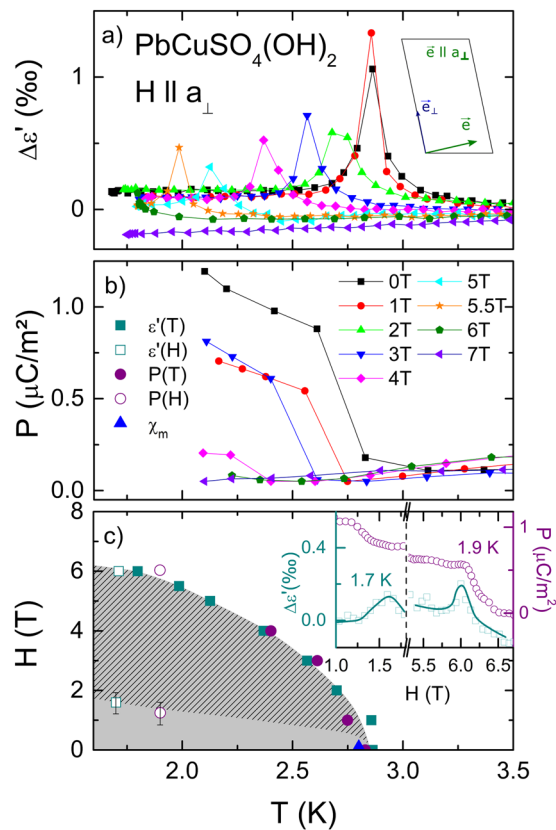 a) PbCuSO₄(OH)₂
H ll a⊥
e⃗ ll a⊥
e⃗⊥
e⃗
Δε' (‰)
1
0
b)
0T
1T
2T
3T
4T
5T
5.5T
6T
7T
ε'(T)
ε'(H)
P(T)
P(H)
χm
P (μC/m²)
1.0
0.5
0.0
c)
H (T)
8
6
4
2
0
Δε'(‰)
0.4
0.0
1.7 K
1.9 K
P (μC/m²)
1
0
1.0 1.5 5.5 6.0 6.5
H (T)
2.0 2.5 3.0 3.5
T (K)